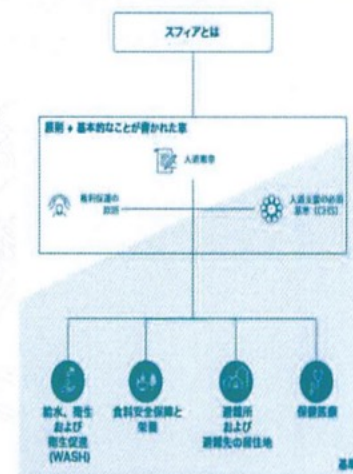 スフィアとは
原則 + 基本的なことが書かれた章
人道憲章
権利保護の
原則
人道支援の必須
基準 (CHS)
給水、衛生
および
衛生促進
(WASH)
食料安全保障と
栄養
避難所
および
避難先の居住地
保健医療